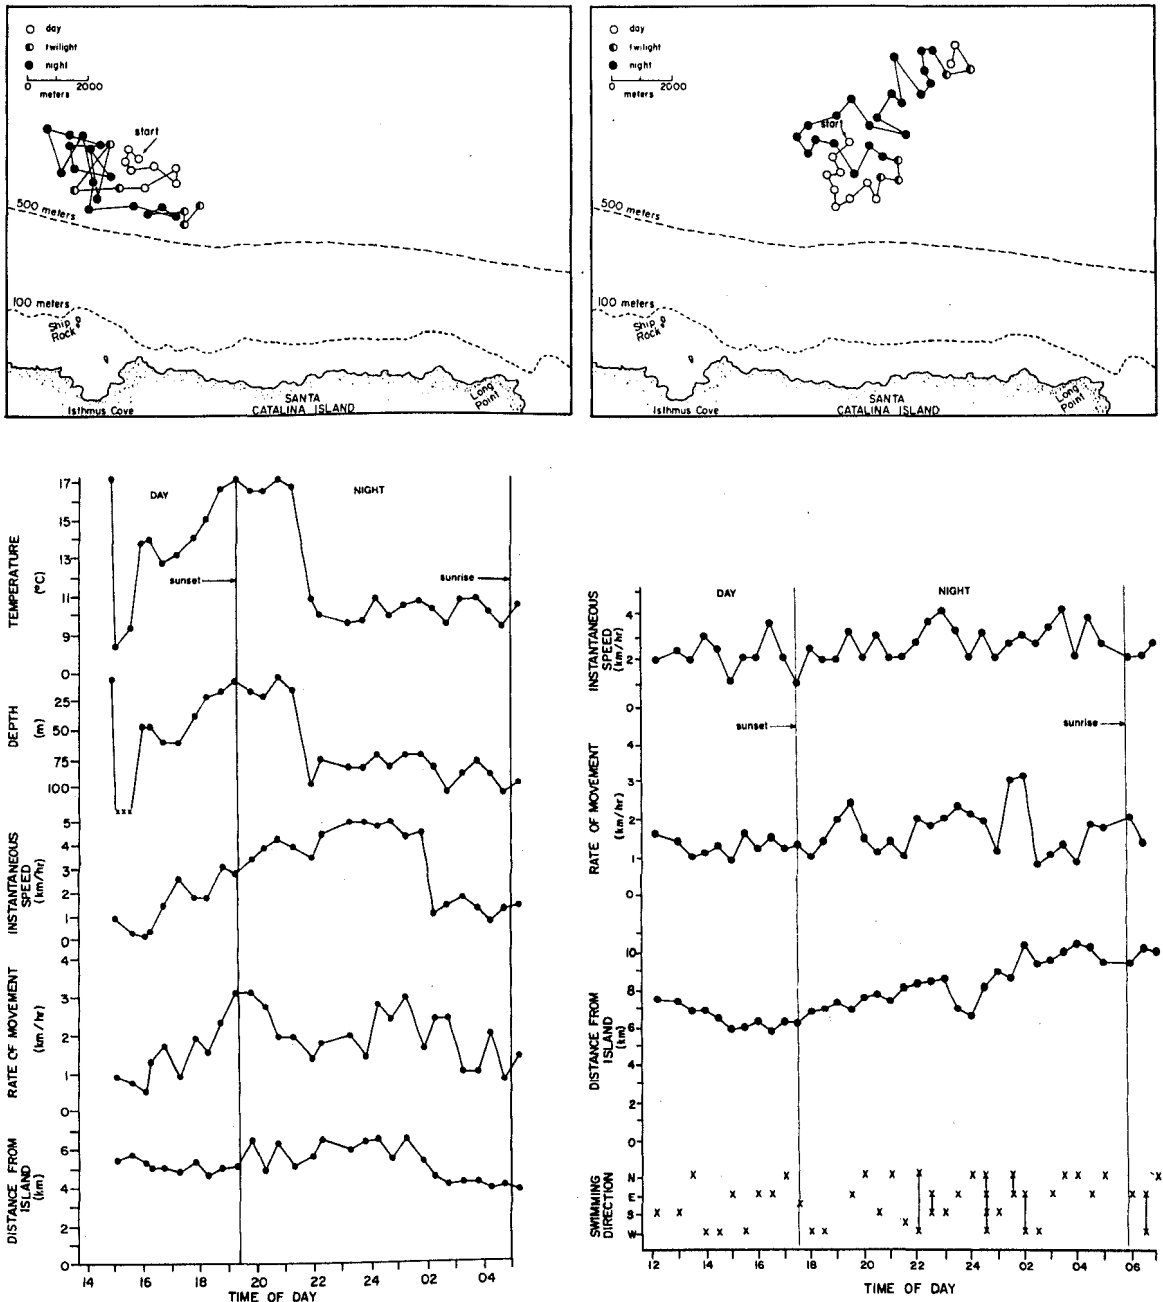 day
twilight
night
0 2000
meters
start
500 meters
100 meters
Ship
Rock
Isthmus Cove
SANTA
CATALINA ISLAND
Long
Point
day
twilight
night
0 2000
meters
start
500 meters
100 meters
Ship
Rock
Isthmus Cove
SANTA
CATALINA ISLAND
Long
Point
TEMPERATURE
(°C)
17
15
13
11
9
DAY
NIGHT
sunset
sunrise
DEPTH
(m)
0
25
50
75
100
x x x
INSTANTANEOUS
SPEED
(km/hr)
5
4
3
2
1
0
RATE OF MOVEMENT
(km/hr)
4
3
2
1
0
DISTANCE FROM
ISLAND
(km)
6
4
2
0
14 16 18 20 22 24 02 04
TIME OF DAY
INSTANTANEOUS
SPEED
(km/hr)
4
2
0
DAY
NIGHT
sunset
sunrise
RATE OF MOVEMENT
(km/hr)
4
3
2
1
0
DISTANCE FROM
ISLAND
(km)
10
8
6
4
2
0
SWIMMING
DIRECTION
N
E
S
W
12 14 16 18 20 22 24 02 04 06
TIME OF DAY